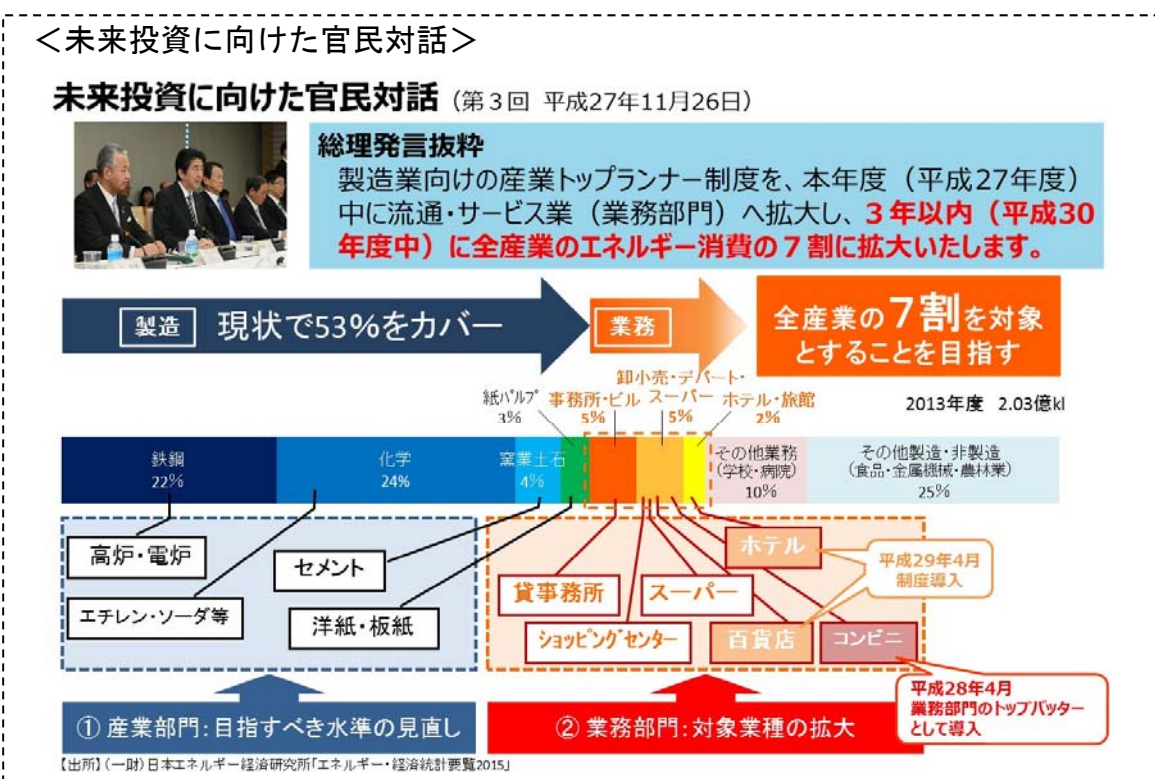 ＜未来投資に向けた官民対話＞
未来投資に向けた官民対話（第３回 平成27年11月26日）
総理発言抜粋
製造業向けの産業トップランナー制度を、本年度（平成27年度）
中に流通・サービス業（業務部門）へ拡大し、３年以内（平成30
年度中）に全産業のエネルギー消費の７割に拡大いたします。
製造 現状で53%をカバー
業務
全産業の７割を対象
とすることを目指す
紙パルプ
3%
事務所・ビル
5%
卸小売・デパート・
スーパー
5%
ホテル・旅館
2%
2013年度 2.03億kl
鉄鋼
22%
化学
24%
窯業土石
4%
その他業務
(学校・病院)
10%
その他製造・非製造
(食品・金属機械・農林業)
25%
高炉・電炉
エチレン・ソーダ等
セメント
洋紙・板紙
貸事務所
スーパー
ホテル
ショッピングセンター
百貨店
コンビニ
平成29年4月
制度導入
平成28年4月
業務部門のトップバッター
として導入
① 産業部門：目指すべき水準の見直し
② 業務部門：対象業種の拡大
【出所】（一財）日本エネルギー経済研究所「エネルギー・経済統計要覧2015」